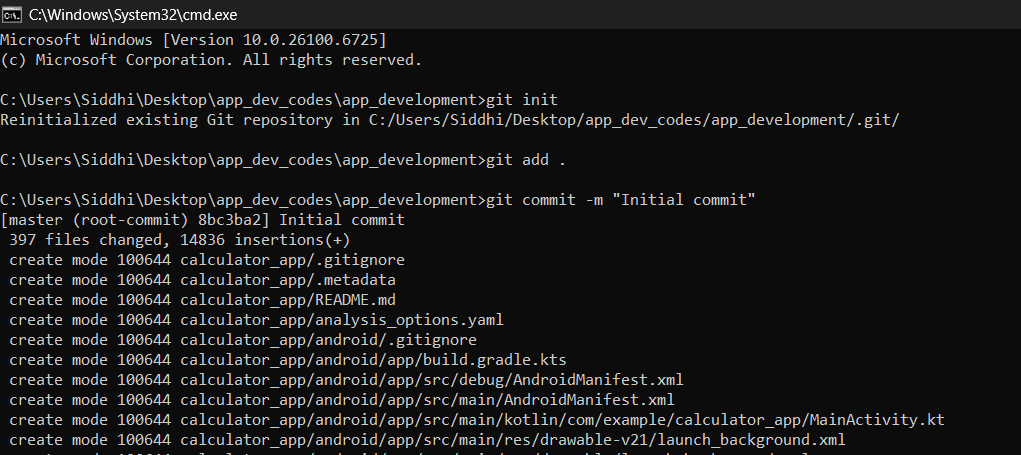 C:\Windows\System32\cmd.exe
Microsoft Windows [Version 10.0.26100.6725]
(c) Microsoft Corporation. All rights reserved.
C:\Users\Siddhi\Desktop\app_dev_codes\app_development>git init
Reinitialized existing Git repository in C:/Users/Siddhi/Desktop/app_dev_codes/app_development/.git/
C:\Users\Siddhi\Desktop\app_dev_codes\app_development>git add .
C:\Users\Siddhi\Desktop\app_dev_codes\app_development>git commit -m "Initial commit"
[master (root-commit) 8bc3ba2] Initial commit
397 files changed, 14836 insertions(+)
create mode 100644 calculator_app/.gitignore
create mode 100644 calculator_app/.metadata
create mode 100644 calculator_app/README.md
create mode 100644 calculator_app/analysis_options.yaml
create mode 100644 calculator_app/android/.gitignore
create mode 100644 calculator_app/android/app/build.gradle.kts
create mode 100644 calculator_app/android/app/src/debug/AndroidManifest.xml
create mode 100644 calculator_app/android/app/src/main/AndroidManifest.xml
create mode 100644 calculator_app/android/app/src/main/kotlin/com/example/calculator_app/MainActivity.kt
create mode 100644 calculator_app/android/app/src/main/res/drawable-v21/launch_background.xml